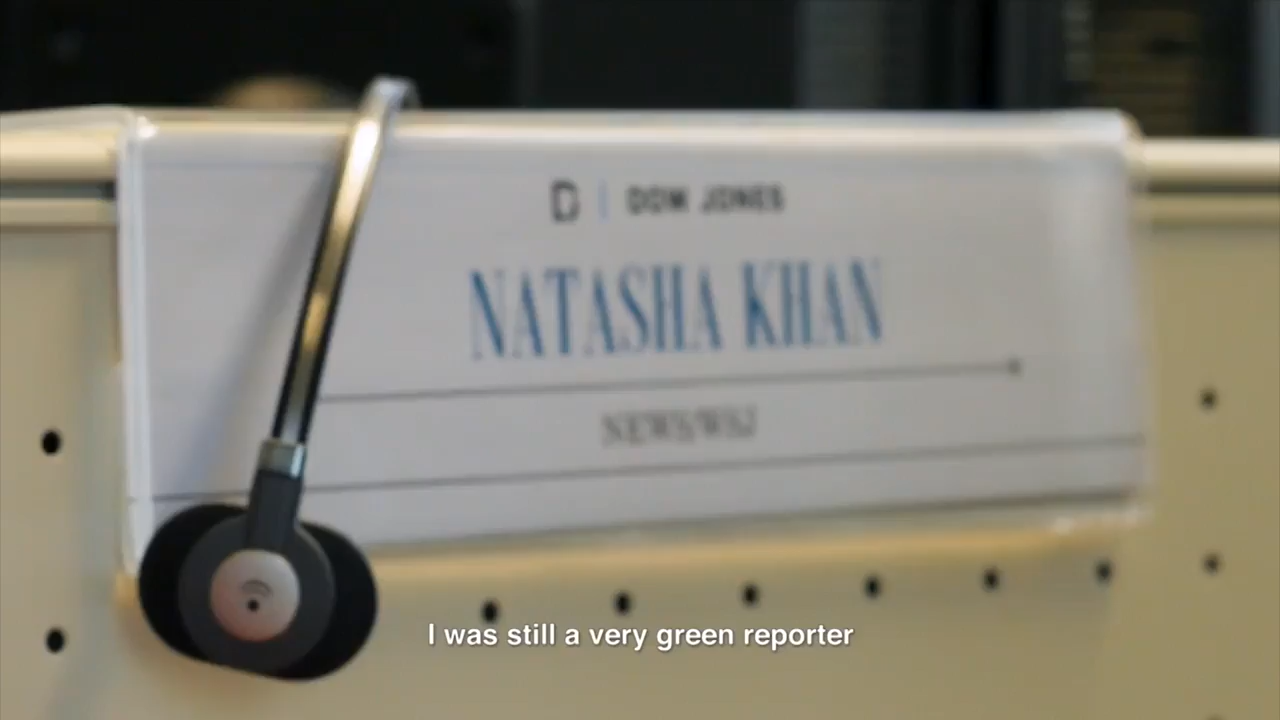 D | DOW JONES
NATASHA KHAN
NEWS/WSJ
I was still a very green reporter